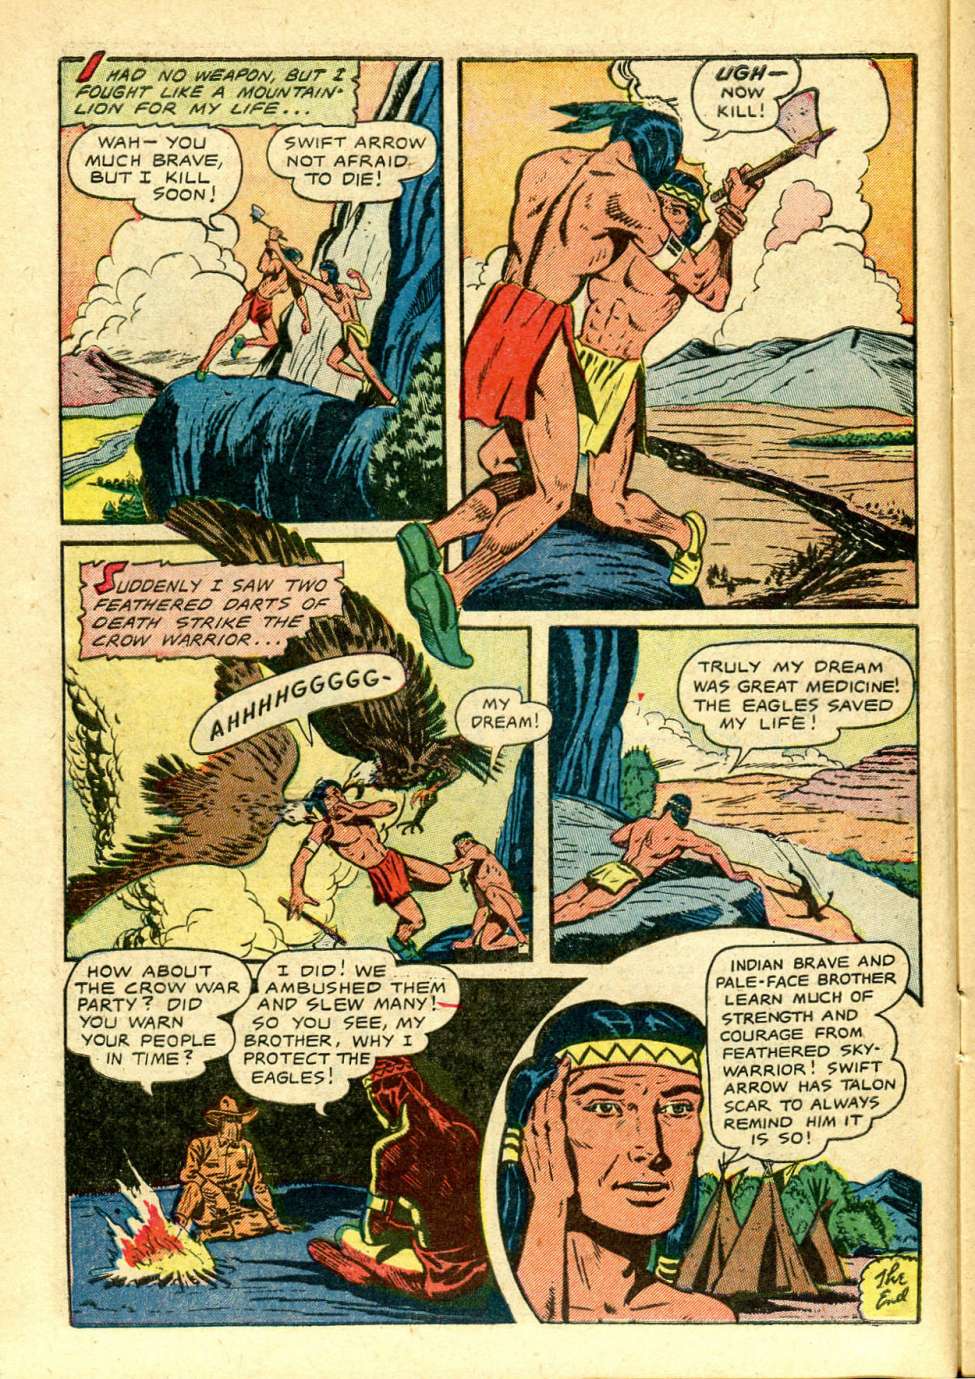 I HAD NO WEAPON, BUT I
FOUGHT LIKE A MOUNTAIN-
LION FOR MY LIFE...
WAH- YOU
MUCH BRAVE,
BUT I KILL
SOON!
SWIFT ARROW
NOT AFRAID
TO DIE!
UGH-
NOW
KILL!
SUDDENLY I SAW TWO
FEATHERED DARTS OF
DEATH STRIKE THE
CROW WARRIOR...
AHHHHGGGGG-
MY
DREAM!
TRULY MY DREAM
WAS GREAT MEDICINE!
THE EAGLES SAVED
MY LIFE!
HOW ABOUT
THE CROW WAR
PARTY? DID
YOU WARN
YOUR PEOPLE
IN TIME?
I DID! WE
AMBUSHED THEM
AND SLEW MANY!
SO YOU SEE, MY
BROTHER, WHY I
PROTECT THE
EAGLES!
INDIAN BRAVE AND
PALE-FACE BROTHER
LEARN MUCH OF
STRENGTH AND
COURAGE FROM
FEATHERED SKY-
WARRIOR! SWIFT
ARROW HAS TALON
SCAR TO ALWAYS
REMIND HIM IT
IS SO!
The
End